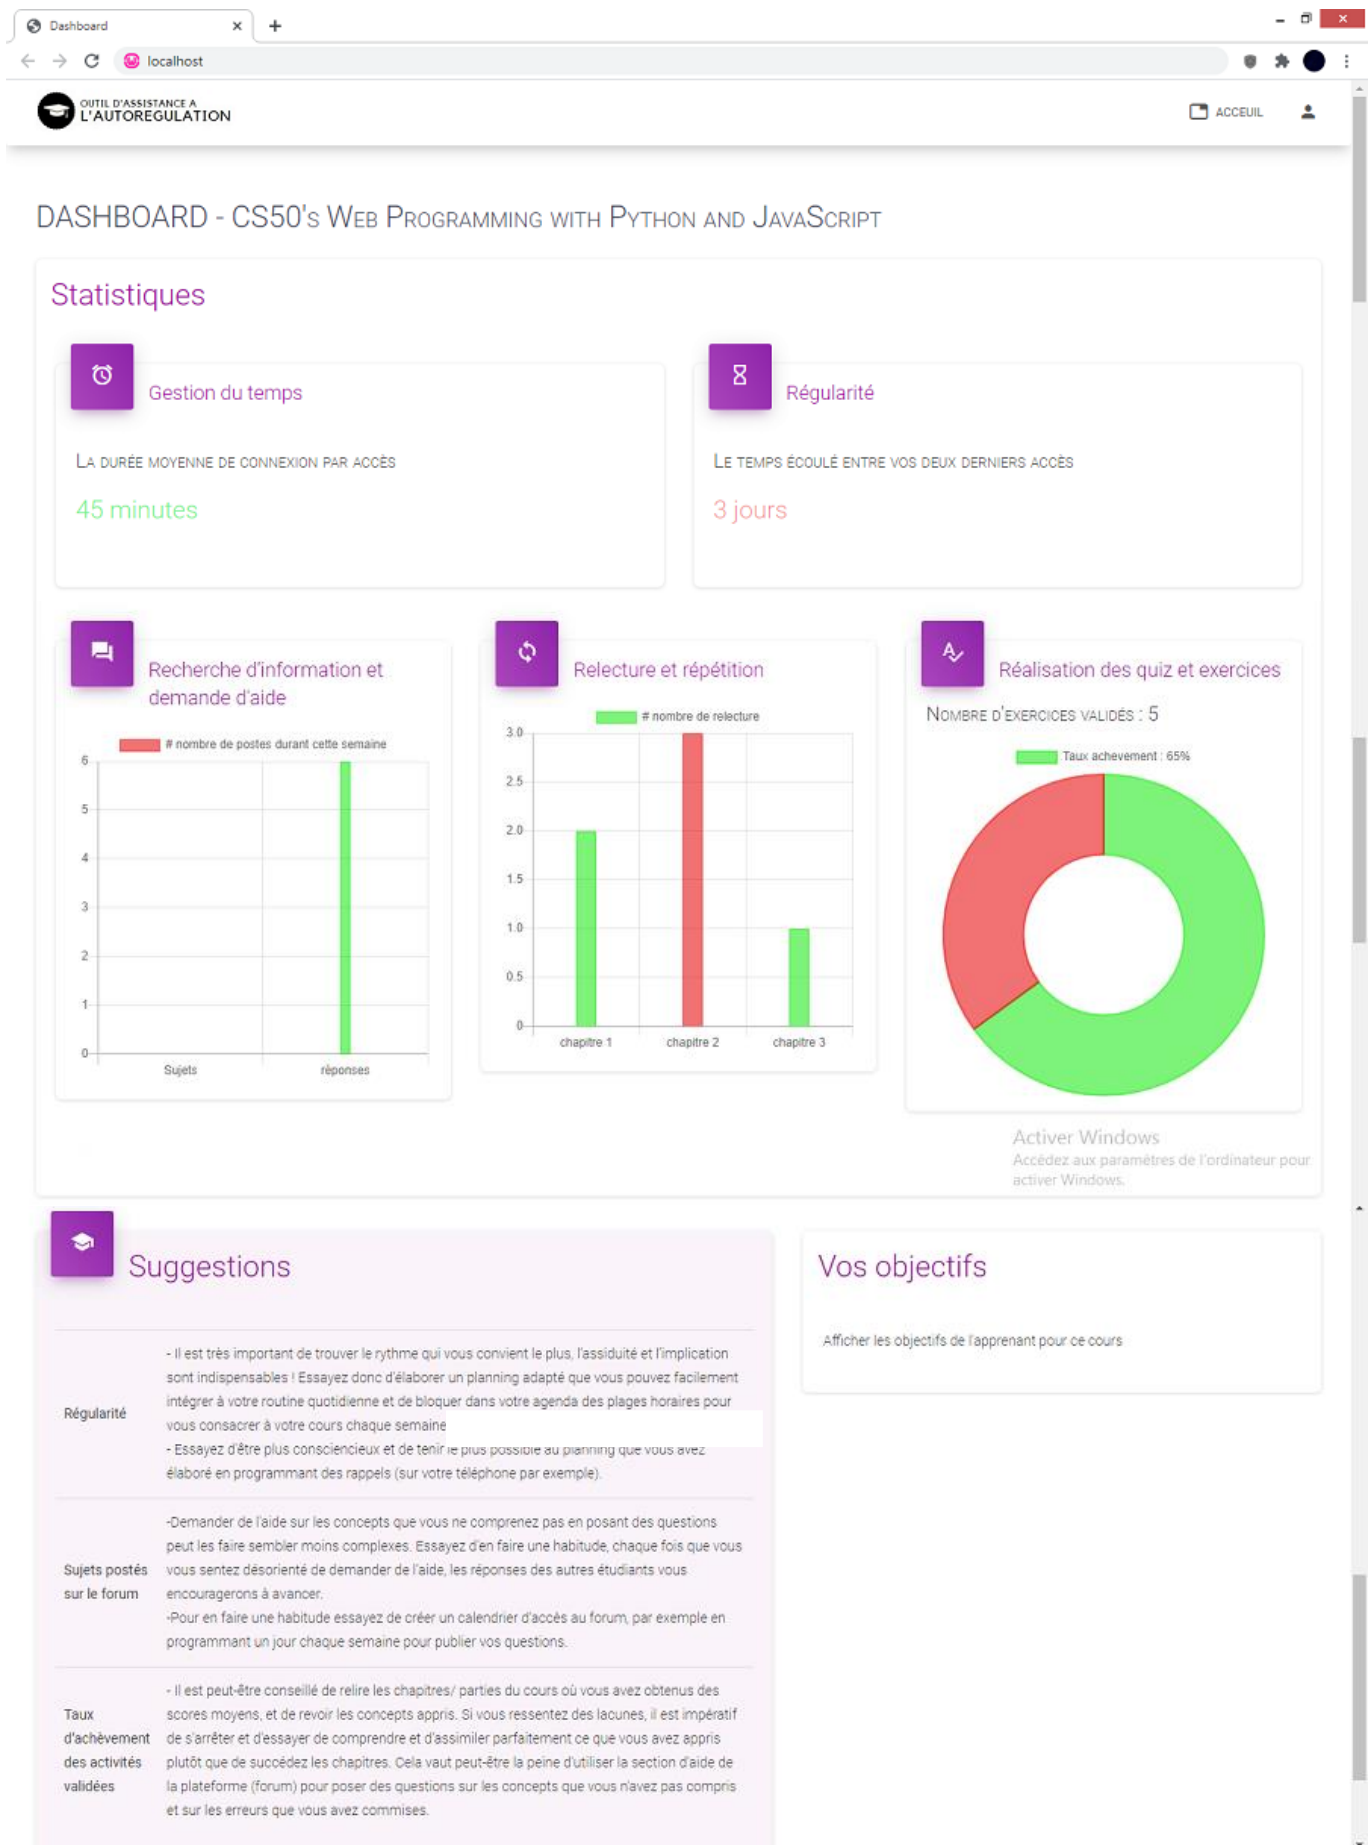 Dashboard
localhost
OUTIL D'ASSISTANCE A
L'AUTOREGULATION
ACCEUIL
DASHBOARD - CS50's Web Programming with Python and JavaScript
Statistiques
Gestion du temps
La durée moyenne de connexion par accès
45 minutes
Régularité
Le temps écoulé entre vos deux derniers accès
3 jours
Recherche d'information et
demande d'aide
# nombre de postes durant cette semaine
6
5
4
3
2
1
0
Sujets
réponses
Relecture et répétition
# nombre de relecture
3.0
2.5
2.0
1.5
1.0
0.5
0
chapitre 1
chapitre 2
chapitre 3
Réalisation des quiz et exercices
Nombre d'exercices validés : 5
Taux achevement : 65%
Activer Windows
Accédez aux paramètres de l'ordinateur pour
activer Windows.
Suggestions
Régularité
- Il est très important de trouver le rythme qui vous convient le plus, l'assiduité et l'implication
sont indispensables ! Essayez donc d'élaborer un planning adapté que vous pouvez facilement
intégrer à votre routine quotidienne et de bloquer dans votre agenda des plages horaires pour
vous consacrer à votre cours chaque semaine
- Essayez d'être plus consciencieux et de tenir le plus possible au planning que vous avez
élaboré en programmant des rappels (sur votre téléphone par exemple).
Sujets postés
sur le forum
-Demander de l'aide sur les concepts que vous ne comprenez pas en posant des questions
peut les faire sembler moins complexes. Essayez d'en faire une habitude, chaque fois que vous
vous sentez désorienté de demander de l'aide, les réponses des autres étudiants vous
encouragerons à avancer.
-Pour en faire une habitude essayez de créer un calendrier d'accès au forum, par exemple en
programmant un jour chaque semaine pour publier vos questions.
Taux
d'achèvement
des activités
validées
- Il est peut-être conseillé de relire les chapitres/ parties du cours où vous avez obtenus des
scores moyens, et de revoir les concepts appris. Si vous ressentez des lacunes, il est impératif
de s'arrêter et d'essayer de comprendre et d'assimiler parfaitement ce que vous avez appris
plutôt que de succédez les chapitres. Cela vaut peut-être la peine d'utiliser la section d'aide de
la plateforme (forum) pour poser des questions sur les concepts que vous n'avez pas compris
et sur les erreurs que vous avez commises.
Vos objectifs
Afficher les objectifs de l'apprenant pour ce cours